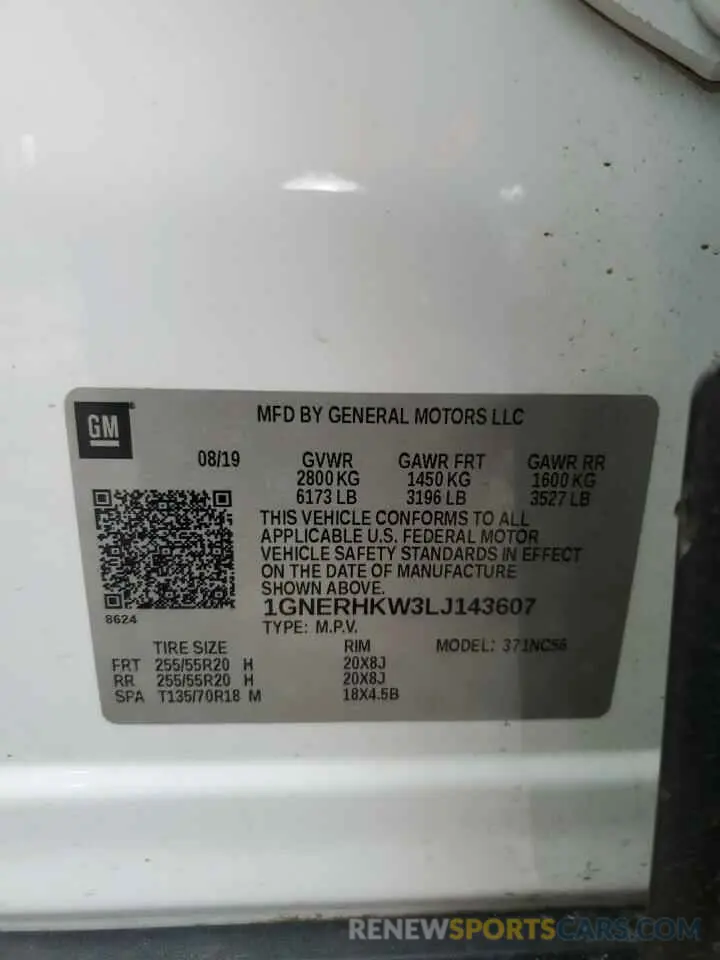 GM
MFD BY GENERAL MOTORS LLC
08/19 GVWR GAWR FRT GAWR RR
2800 KG 1450 KG 1600 KG
6173 LB 3196 LB 3527 LB
THIS VEHICLE CONFORMS TO ALL
APPLICABLE U.S. FEDERAL MOTOR
VEHICLE SAFETY STANDARDS IN EFFECT
ON THE DATE OF MANUFACTURE
SHOWN ABOVE.
8624
1GNERHKW3LJ143607
TYPE: M.P.V.
TIRE SIZE RIM MODEL: 371NC56
FRT 255/55R20 H 20X8J
RR 255/55R20 H 20X8J
SPA T135/70R18 M 18X4.5B
RENEWSPORTSCARS.COM